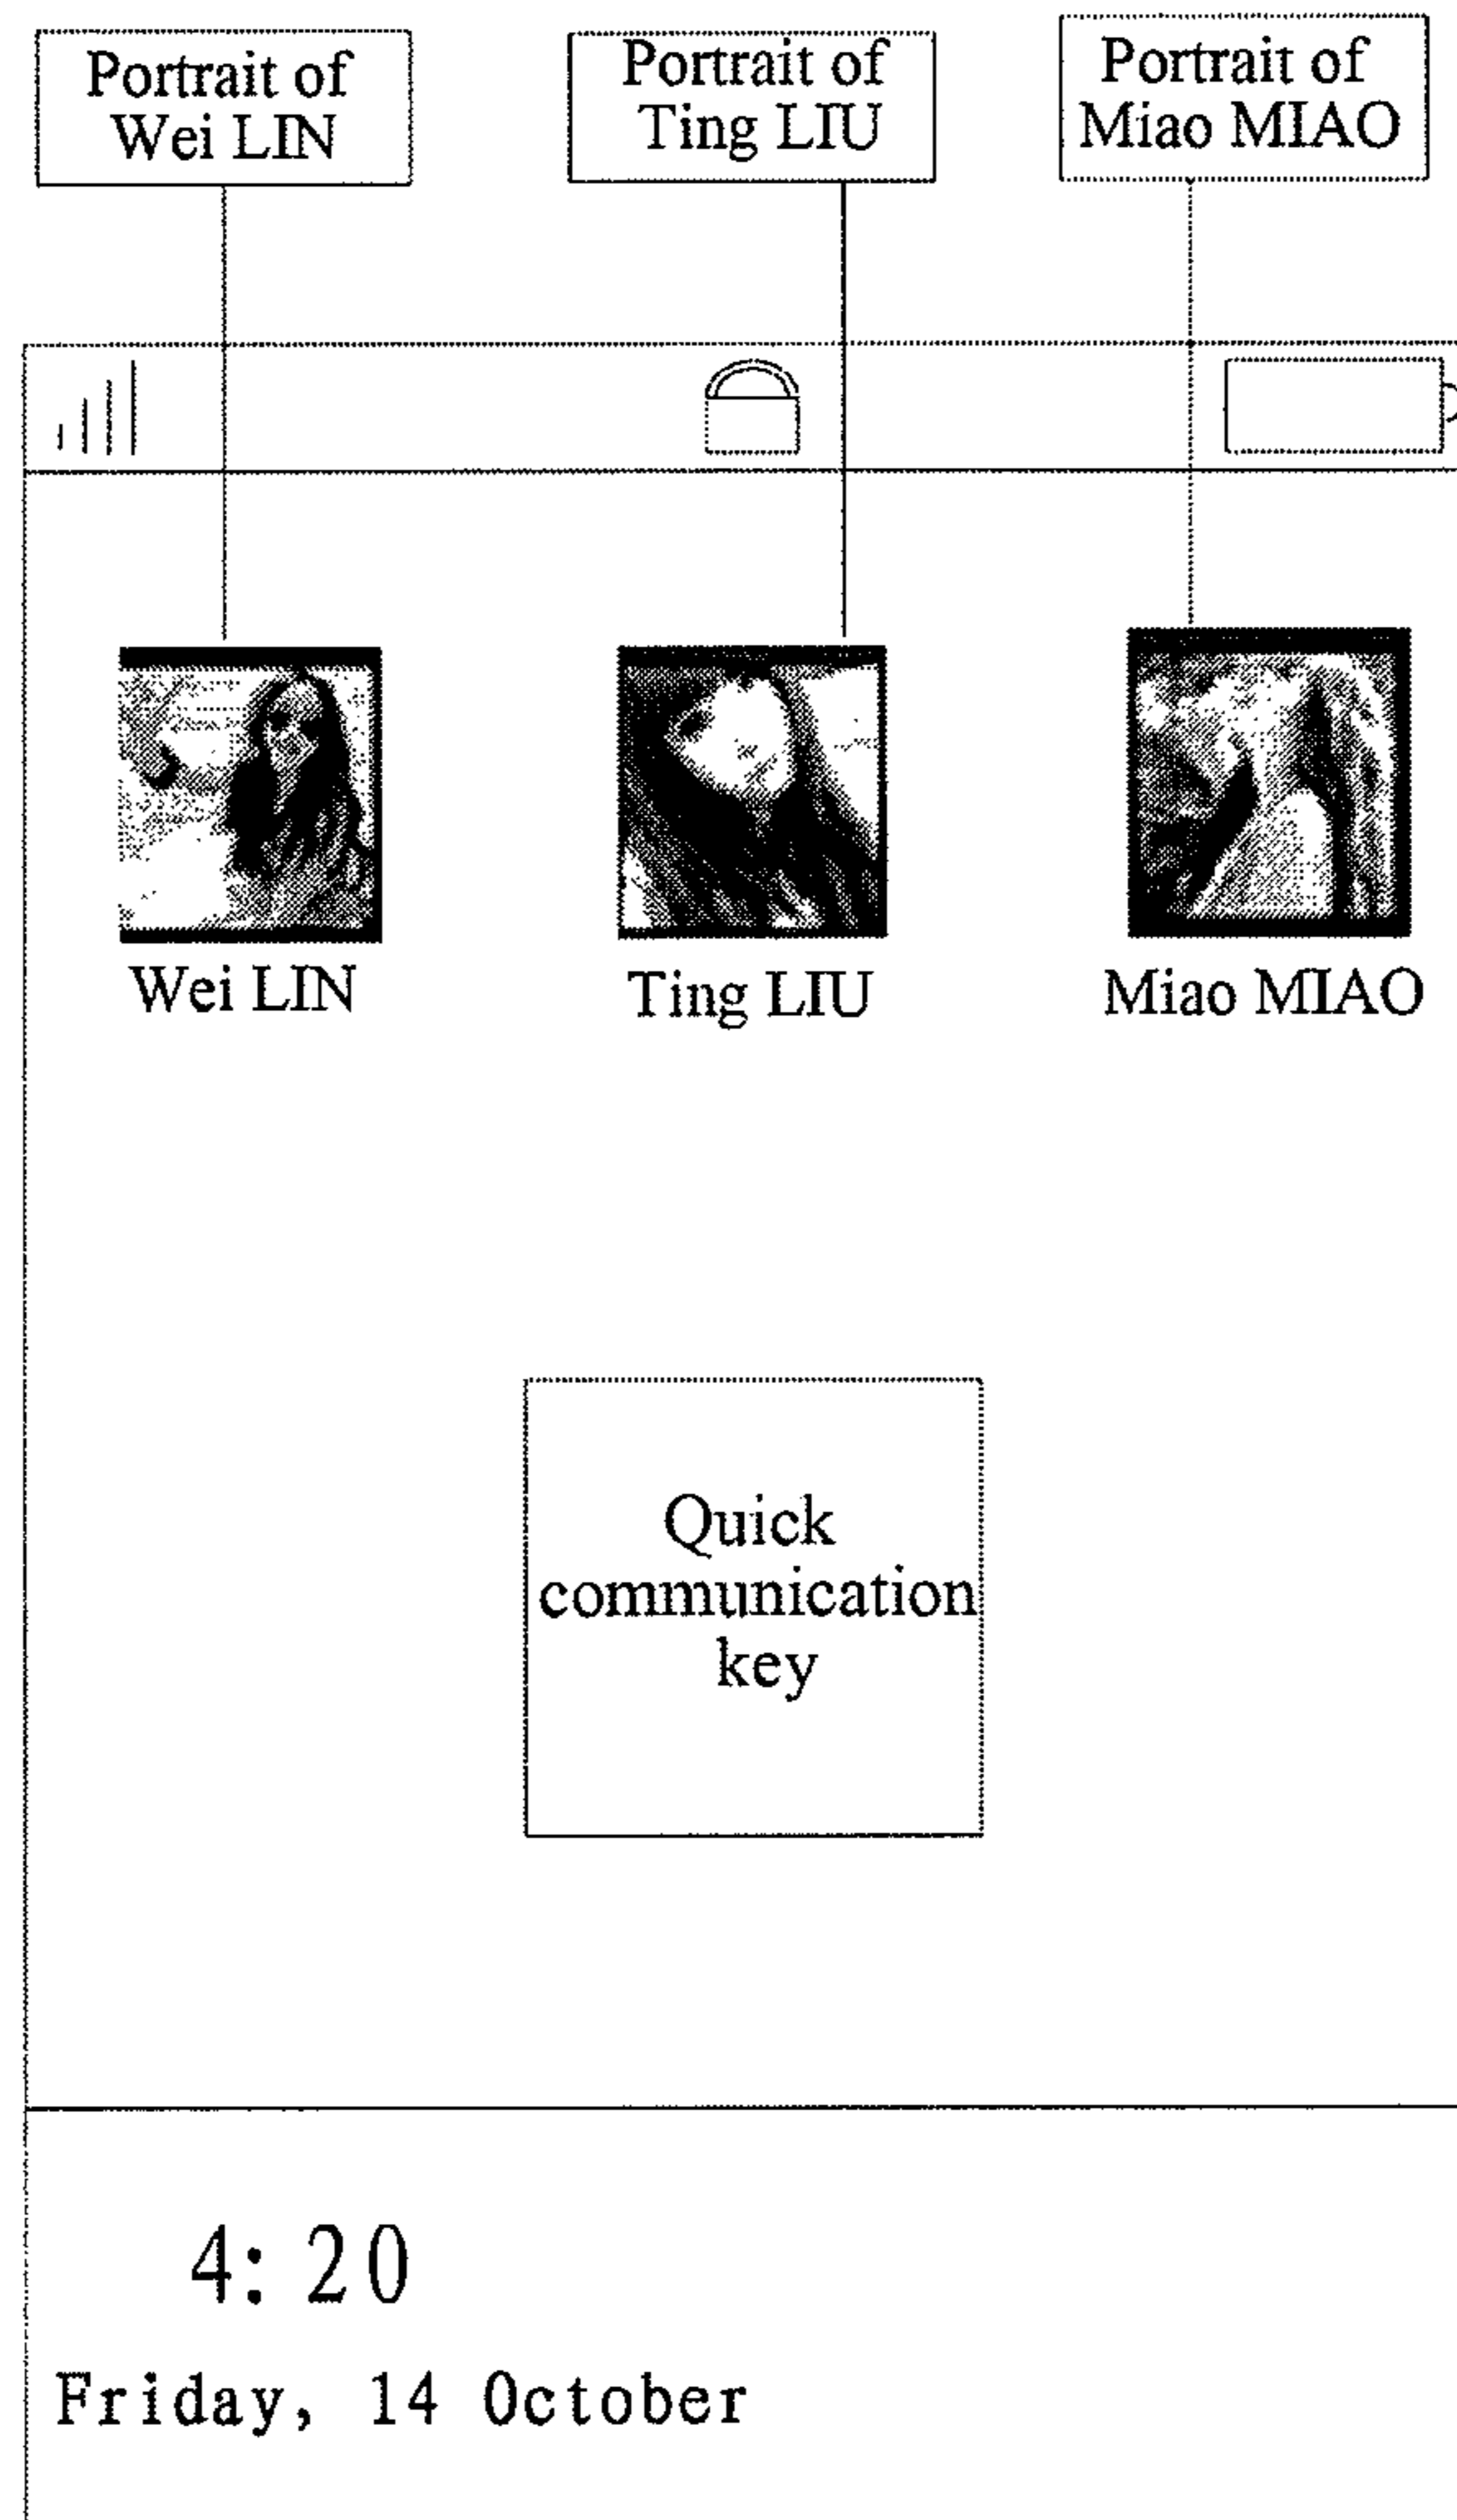 Portrait of
Wei LIN
Portrait of
Ting LIU
Portrait of
Miao MIAO
Wei LIN
Ting LIU
Miao MIAO
Quick
communication
key
4: 20
Friday, 14 October